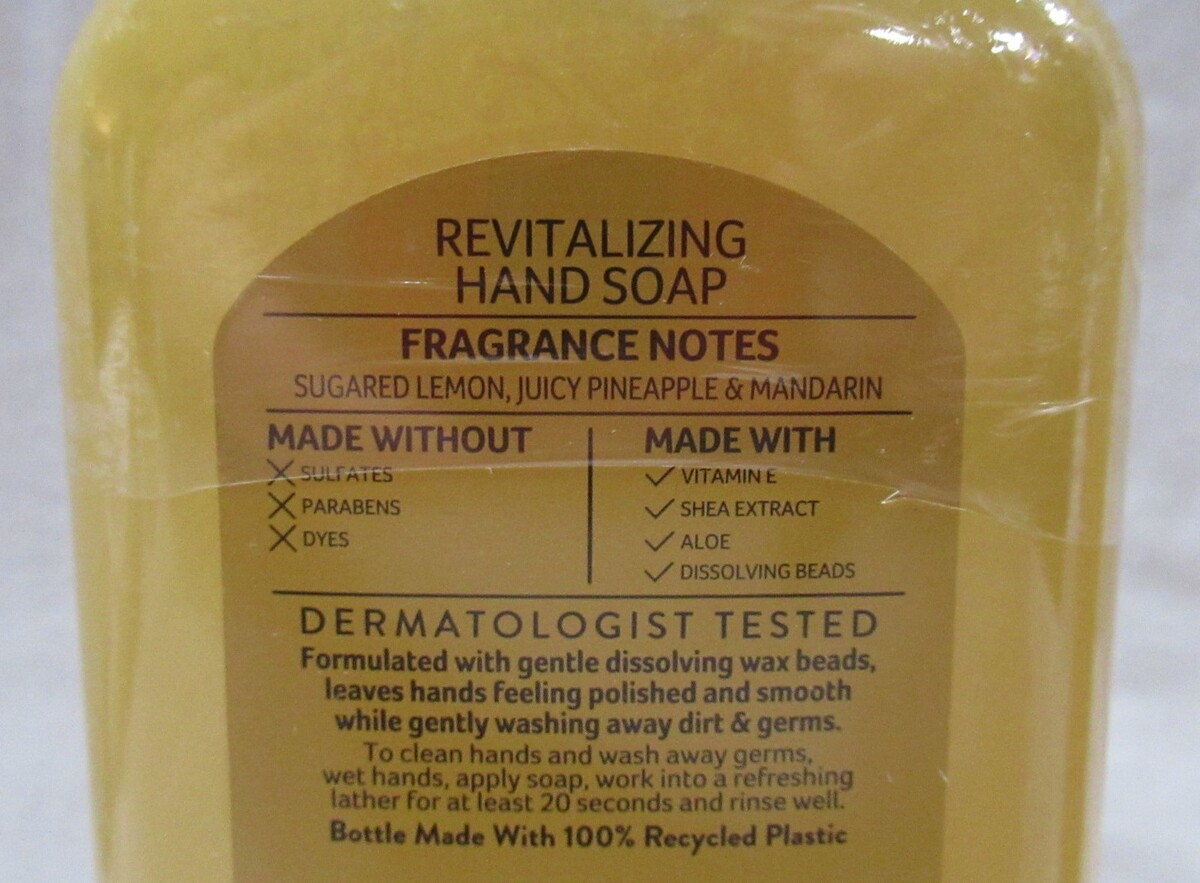 REVITALIZING
HAND SOAP
FRAGRANCE NOTES
SUGARED LEMON, JUICY PINEAPPLE & MANDARIN
MADE WITHOUT
SULFATES
PARABENS
DYES
MADE WITH
VITAMIN E
SHEA EXTRACT
ALOE
DISSOLVING BEADS
DERMATOLOGIST TESTED
Formulated with gentle dissolving wax beads,
leaves hands feeling polished and smooth
while gently washing away dirt & germs.
To clean hands and wash away germs,
wet hands, apply soap, work into a refreshing
lather for at least 20 seconds and rinse well.
Bottle Made With 100% Recycled Plastic